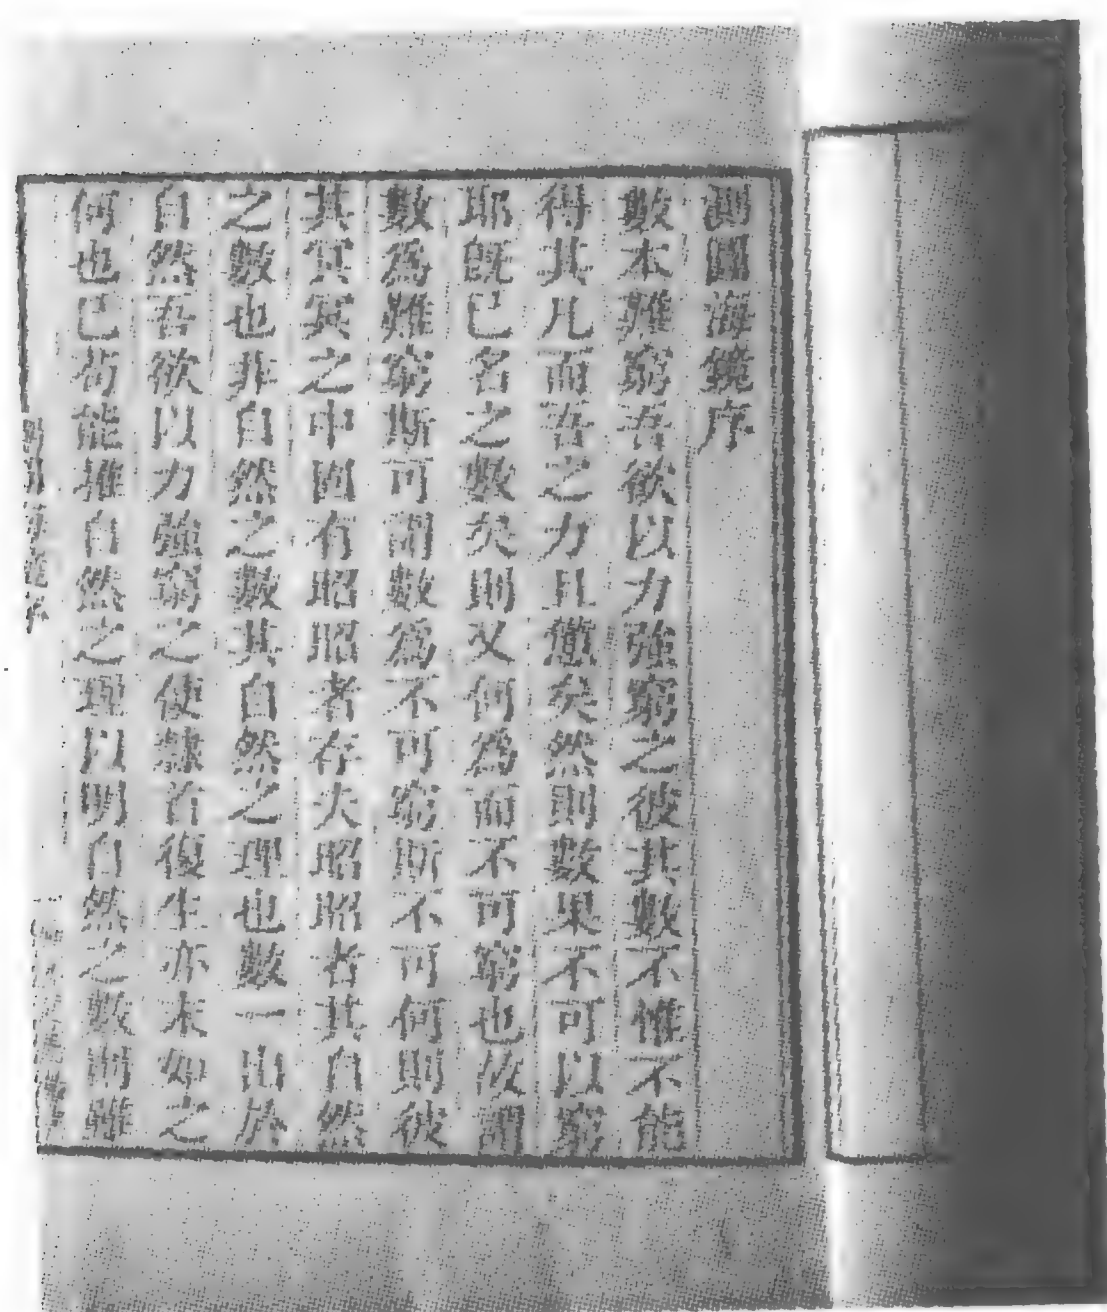 測圓海鏡序
數本難窮吾欲以力強窮之彼其數不惟不能
得其凡而吾之力且憊矣然則數果不可以窮
耶既已名之數矣則又何為而不可窮也故謂
數為難窮斯可謂數為不可窮斯不可何則彼
其冥冥之中固有昭昭者存夫昭昭者其自然
之數也非自然之數其自然之理也數一出於
自然吾欲以力強窮之使隸首復生亦末如之
何也已苟能推自然之理以明自然之數則雖